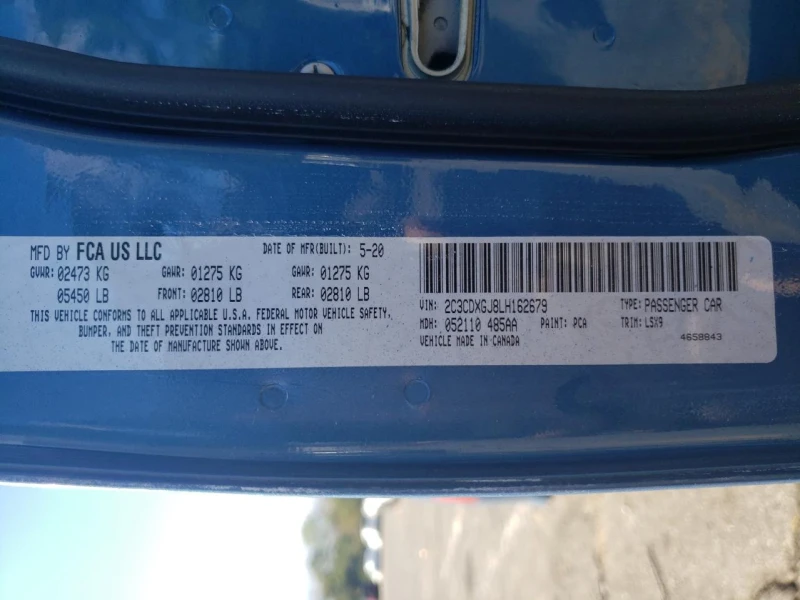 MFD BY FCA US LLC DATE OF MFR(BUILT): 5-20
GVWR: 02473 KG GAWR: 01275 KG GAWR: 01275 KG
05450 LB FRONT: 02810 LB REAR: 02810 LB
THIS VEHICLE CONFORMS TO ALL APPLICABLE U.S.A. FEDERAL MOTOR VEHICLE SAFETY,
BUMPER, AND THEFT PREVENTION STANDARDS IN EFFECT ON
THE DATE OF MANUFACTURE SHOWN ABOVE.
VIN: 2C3CDXGJ8LH162679 TYPE: PASSENGER CAR
MDH: 052110 485AA PAINT: PCA TRIM: LSX9
VEHICLE MADE IN CANADA 4658843